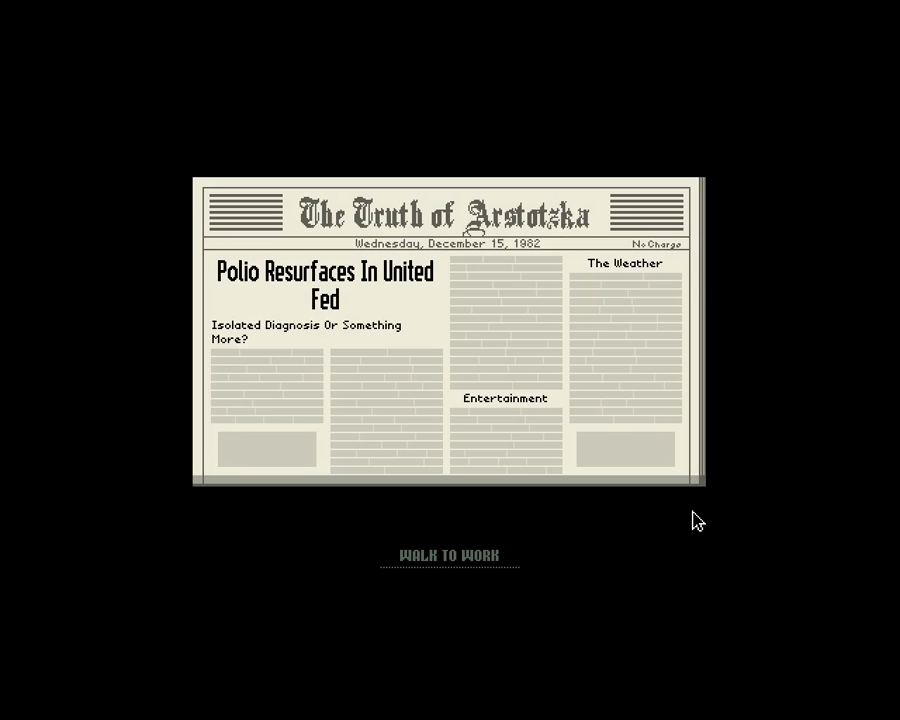 The Truth of Arstotzka
Wednesday, December 15, 1982
No Charge
Polio Resurfaces In United
Fed
Isolated Diagnosis Or Something
More?
The Weather
Entertainment
WALK TO WORK